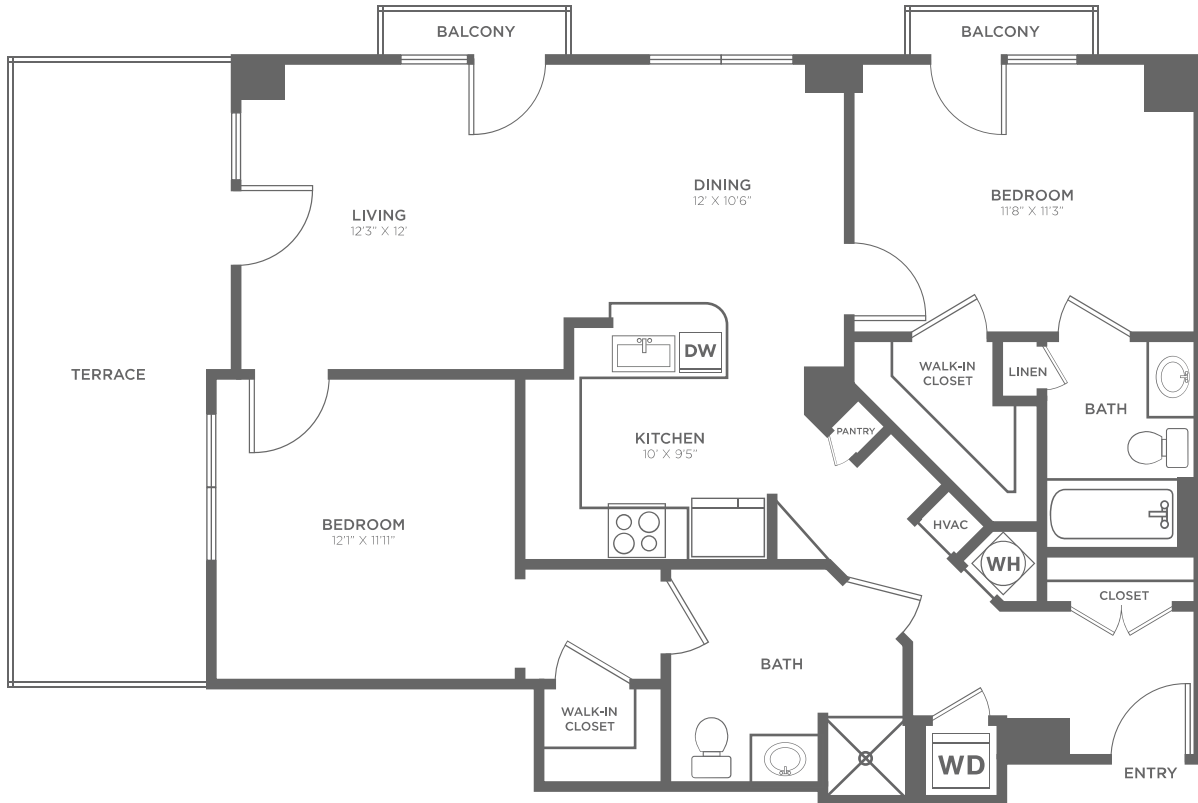 BALCONY
BALCONY
DINING
12' X 10'6"
BEDROOM
11'8" X 11'3"
LIVING
12'3" X 12'
TERRACE
DW
WALK-IN
CLOSET
LINEN
BATH
KITCHEN
10' X 9'5"
PANTRY
BEDROOM
12'1" X 11'11"
HVAC
WH
CLOSET
BATH
WALK-IN
CLOSET
WD
ENTRY